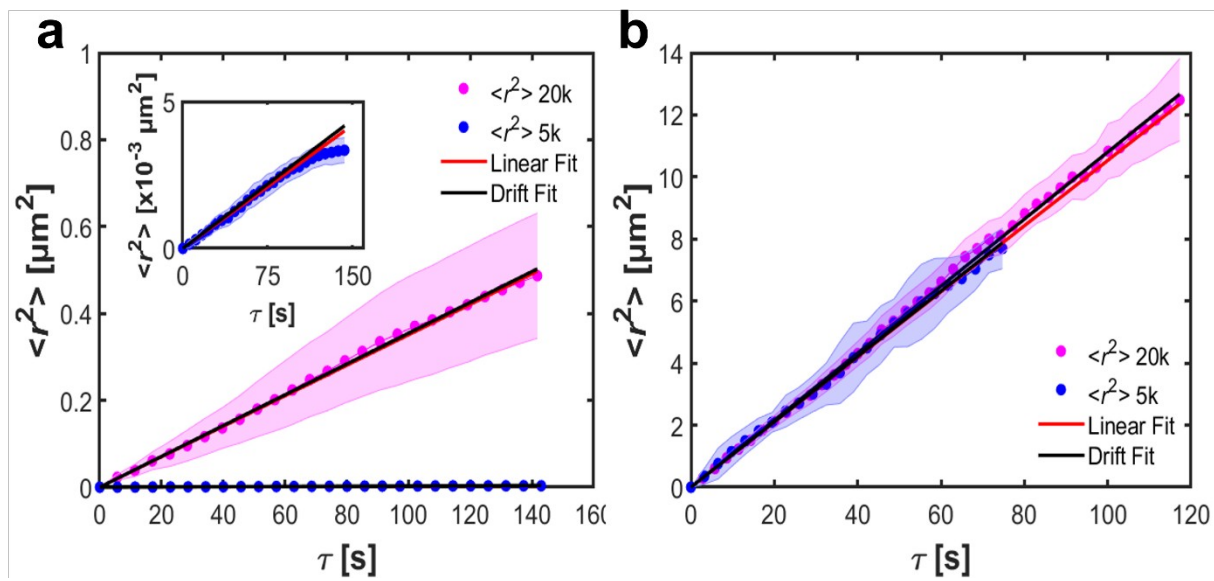 a
1
0.8
0.6
0.4
0.2
0
<r²> [µm²]
0 20 40 60 80 100 120 140 160
τ [s]
5
0
<r²> [x10⁻³ µm²]
0 75 150
τ [s]
<r²> 20k
<r²> 5k
Linear Fit
Drift Fit
b
14
12
10
8
6
4
2
0
<r²> [µm²]
0 20 40 60 80 100 120
τ [s]
<r²> 20k
<r²> 5k
Linear Fit
Drift Fit